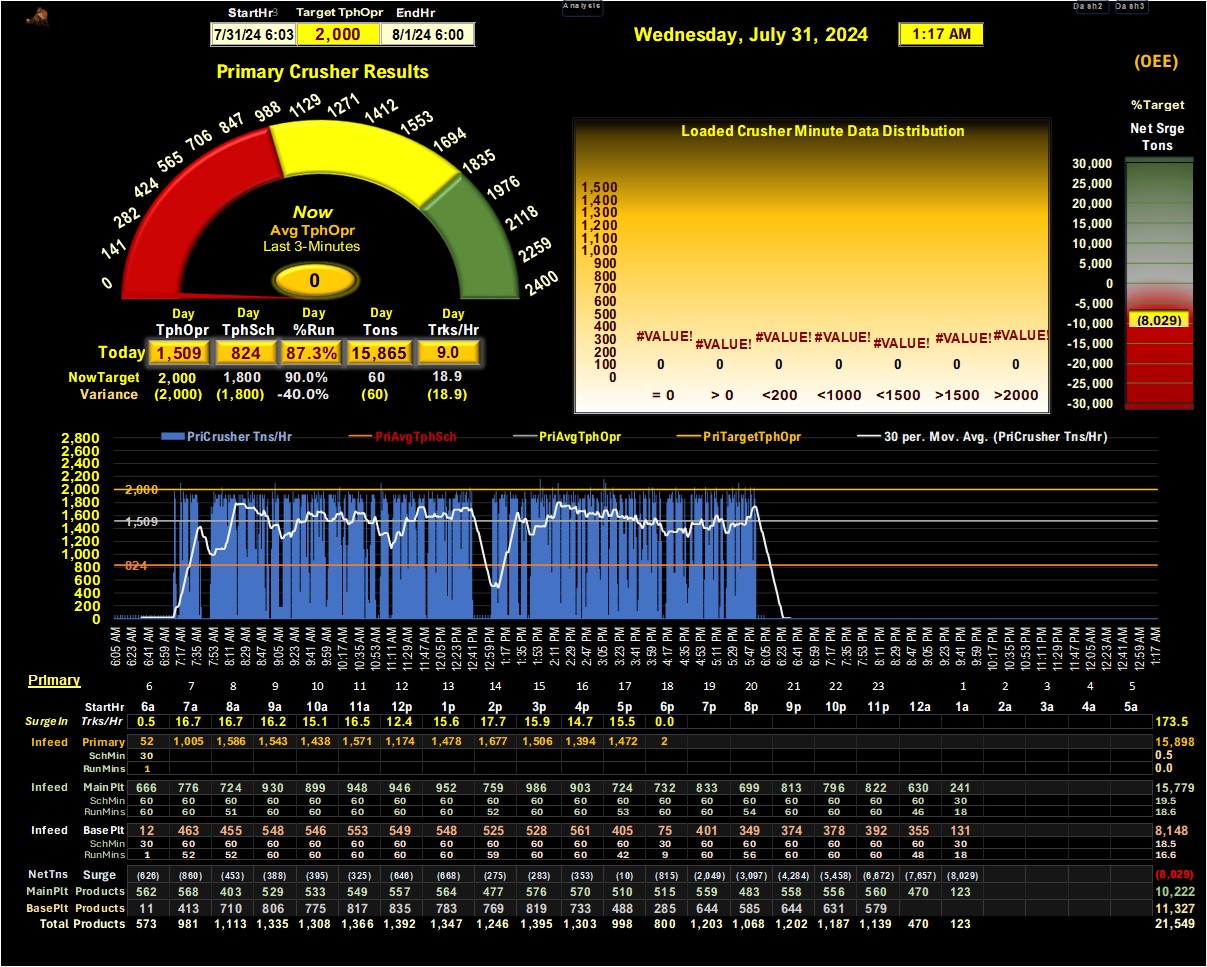 StartHr3 Target TphOpr EndHr Analysis Dash2 Dash3
7/31/24 6:03 2,000 8/1/24 6:00 Wednesday, July 31, 2024 1:17 AM
(OEE)
Primary Crusher Results
%Target
Net Srge
Tons
0 141 282 424 565 706 847 988 1129 1271 1412 1553 1694 1835 1976 2118 2259 2400
Now
Avg TphOpr
Last 3-Minutes
0
Day Day Day Day Day
TphOpr TphSch %Run Tons Trks/Hr
Today 1,509 824 87.3% 15,865 9.0
NowTarget 2,000 1,800 90.0% 60 18.9
Variance (2,000) (1,800) -40.0% (60) (18.9)
Loaded Crusher Minute Data Distribution
1,500
1,400
1,300
1,200
1,100
1,000
900
800
700
600
500
400
300
200
100
0
#VALUE! #VALUE! #VALUE! #VALUE! #VALUE! #VALUE! #VALUE!
0 0 0 0 0 0 0
= 0 > 0 <200 <1000 <1500 >1500 >2000
30,000
25,000
20,000
15,000
10,000
5,000
0
-5,000
(8,029)
-10,000
-15,000
-20,000
-25,000
-30,000
PriCrusher Tns/Hr PriAvgTphSch PriAvgTphOpr PriTargetTphOpr 30 per. Mov. Avg. (PriCrusher Tns/Hr)
2,800
2,600
2,400
2,200
2,000 2,000
1,800
1,600
1,400 1,509
1,200
1,000
800 824
600
400
200
0
6:05 AM 6:23 AM 6:41 AM 6:59 AM 7:17 AM 7:35 AM 7:53 AM 8:11 AM 8:29 AM 8:47 AM 9:05 AM 9:23 AM 9:41 AM 9:59 AM 10:17 AM 10:35 AM 10:53 AM 11:11 AM 11:29 AM 11:47 AM 12:05 PM 12:23 PM 12:41 PM 12:59 PM 1:17 PM 1:35 PM 1:53 PM 2:11 PM 2:29 PM 2:47 PM 3:05 PM 3:23 PM 3:41 PM 3:59 PM 4:17 PM 4:35 PM 4:53 PM 5:11 PM 5:29 PM 5:47 PM 6:05 PM 6:23 PM 6:41 PM 6:59 PM 7:17 PM 7:35 PM 7:53 PM 8:11 PM 8:29 PM 8:47 PM 9:05 PM 9:23 PM 9:41 PM 9:59 PM 10:17 PM 10:35 PM 10:53 PM 11:11 PM 11:29 PM 11:47 PM 12:05 AM 12:23 AM 12:41 AM 12:59 AM 1:17 AM
Primary 6 7 8 9 10 11 12 13 14 15 16 17 18 19 20 21 22 23 1 2 3 4 5
StartHr 6a 7a 8a 9a 10a 11a 12p 1p 2p 3p 4p 5p 6p 7p 8p 9p 10p 11p 12a 1a 2a 3a 4a 5a
SurgeIn Trks/Hr 0.5 16.7 16.7 16.2 15.1 16.5 12.4 15.6 17.7 15.9 14.7 15.5 0.0 173.5
Infeed Primary 52 1,005 1,586 1,543 1,438 1,571 1,174 1,478 1,677 1,506 1,394 1,472 2 15,898
SchMin 30 0.5
RunMins 1 0.0
Infeed Main Plt 666 776 724 930 899 948 946 952 759 986 903 724 732 833 699 813 796 822 630 241 15,779
SchMin 60 60 60 60 60 60 60 60 60 60 60 60 60 60 60 60 60 60 60 30 19.5
RunMins 60 60 51 60 60 60 60 60 52 60 60 53 60 60 54 60 60 60 46 18 18.6
Infeed Base Plt 12 463 455 548 546 553 549 548 525 528 561 405 75 401 349 374 378 392 355 131 8,148
SchMin 30 60 60 60 60 60 60 60 60 60 60 60 30 60 60 60 60 60 60 30 18.5
RunMins 1 52 52 60 60 60 60 60 59 60 60 42 9 60 56 60 60 60 48 18 16.6
NetTns Surge (626) (860) (453) (388) (395) (325) (646) (668) (275) (283) (353) (10) (815) (2,049) (3,097) (4,284) (5,458) (6,672) (7,657) (8,029) (8,029)
MainPlt Products 562 568 403 529 533 549 557 564 477 576 570 510 515 559 483 558 556 560 470 123 10,222
BasePlt Products 11 413 710 806 775 817 835 783 769 819 733 488 285 644 585 644 631 579 11,327
Total Products 573 981 1,113 1,335 1,308 1,366 1,392 1,347 1,246 1,395 1,303 998 800 1,203 1,068 1,202 1,187 1,139 470 123 21,549